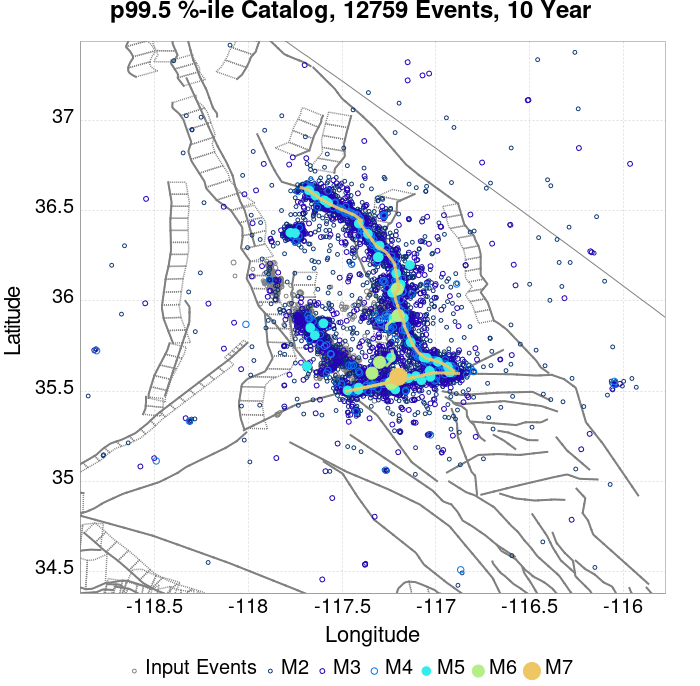 p99.5 %-ile Catalog, 12759 Events, 10 Year
37
36.5
36
35.5
35
34.5
Latitude
-118.5 -118 -117.5 -117 -116.5 -116
Longitude
Input Events M2 M3 M4 M5 M6 M7